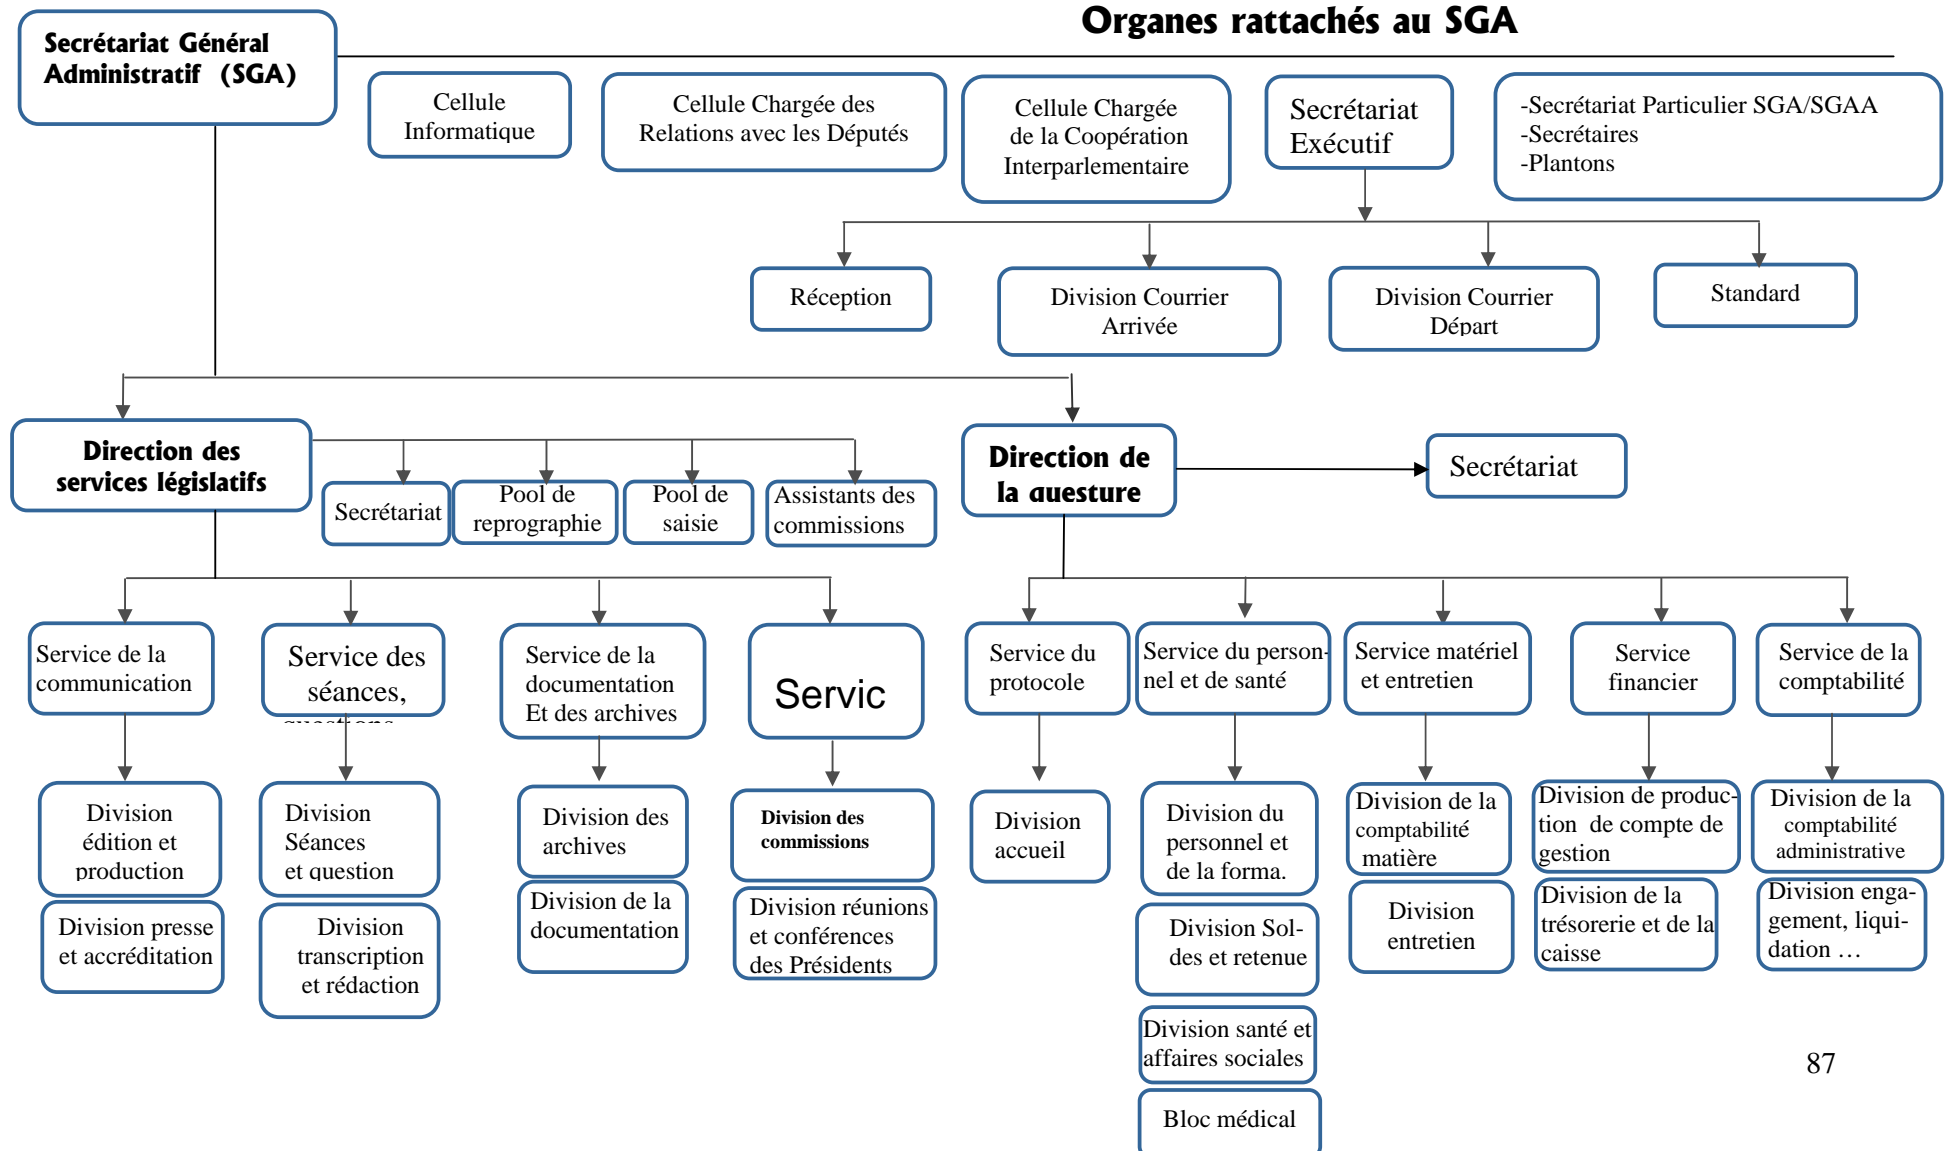 Organes rattachés au SGA
Secrétariat Général
Administratif (SGA)
Cellule
Informatique
Cellule Chargée des
Relations avec les Députés
Cellule Chargée
de la Coopération
Interparlementaire
Secrétariat
Exécutif
-Secrétariat Particulier SGA/SGAA
-Secrétaires
-Plantons
Réception
Division Courrier
Arrivée
Division Courrier
Départ
Standard
Direction des
services législatifs
Secrétariat
Pool de
reprographie
Pool de
saisie
Assistants des
commissions
Direction de
la questure
Secrétariat
Service de la
communication
Service des
séances,
questions
Service de la
documentation
Et des archives
Servic
Service du
protocole
Service du person-
nel et de santé
Service matériel
et entretien
Service
financier
Service de la
comptabilité
Division
édition et
production
Division presse
et accréditation
Division
Séances
et question
Division
transcription
et rédaction
Division des
archives
Division de la
documentation
Division des
commissions
Division réunions
et conférences
des Présidents
Division
accueil
Division du
personnel et
de la forma.
Division Sol-
des et retenue
Division santé et
affaires sociales
Bloc médical
Division de la
comptabilité
matière
Division
entretien
Division de produc-
tion de compte de
gestion
Division de la
trésorerie et de la
caisse
Division de la
comptabilité
administrative
Division enga-
gement, liqui-
dation …
87